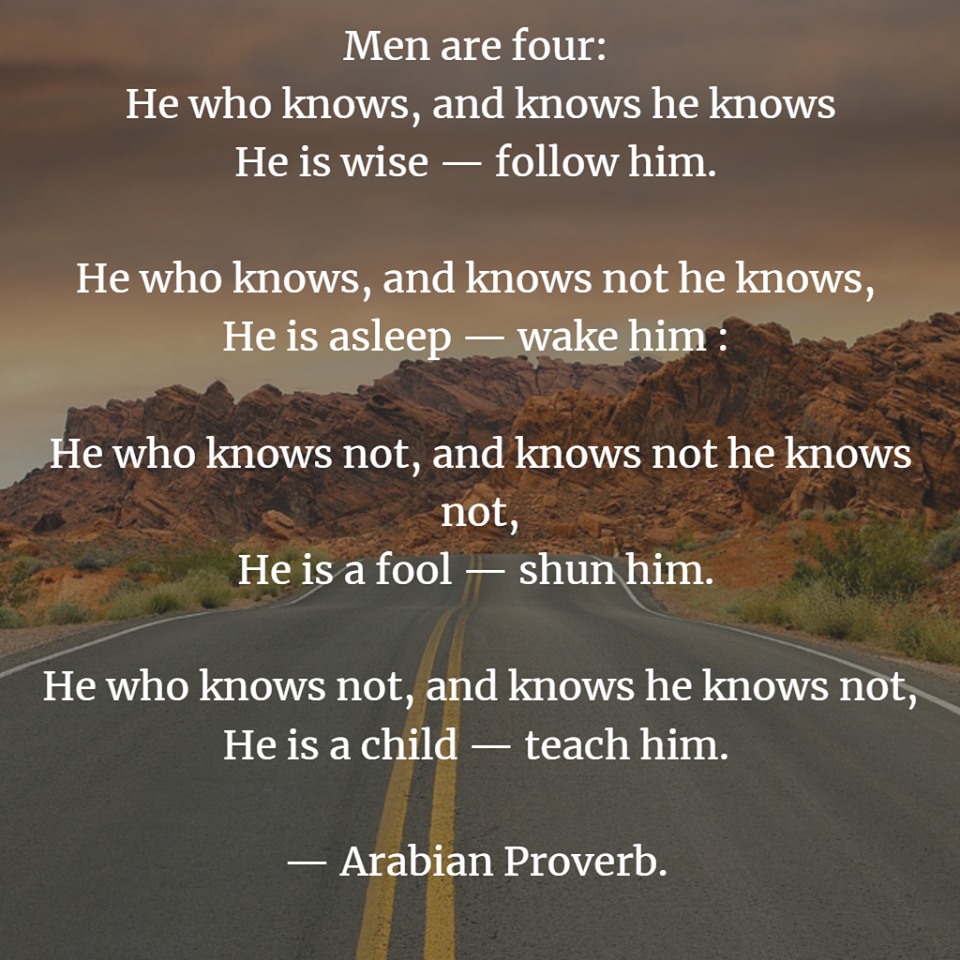 Men are four:
He who knows, and knows he knows
He is wise — follow him.
He who knows, and knows not he knows,
He is asleep — wake him :
He who knows not, and knows not he knows
not,
He is a fool — shun him.
He who knows not, and knows he knows not,
He is a child — teach him.
— Arabian Proverb.